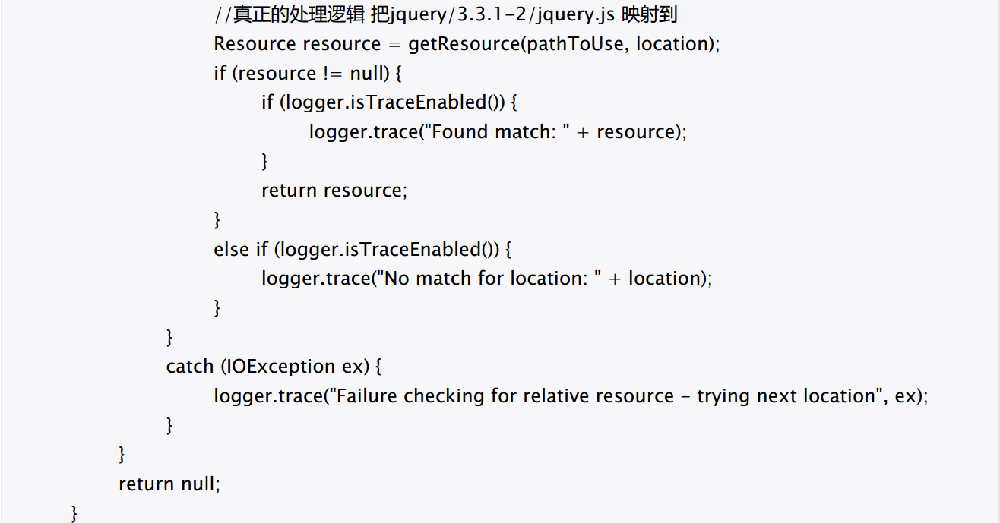 //真正的处理逻辑 把jquery/3.3.1-2/jquery.js 映射到
Resource resource = getResource(pathToUse, location);
if (resource != null) {
if (logger.isTraceEnabled()) {
logger.trace("Found match: " + resource);
}
return resource;
}
else if (logger.isTraceEnabled()) {
logger.trace("No match for location: " + location);
}
}
catch (IOException ex) {
logger.trace("Failure checking for relative resource - trying next location", ex);
}
}
return null;
}